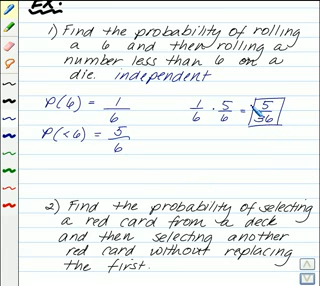 Ex:
1) Find the probability of rolling
a 6 and then rolling a
number less than 6 on a
die. independent
P(6) = 1/6    1/6 · 5/6 = 5/36
P(<6) = 5/6
2) Find the probability of selecting
a red card from a deck
and then selecting another
red card without replacing
the first.